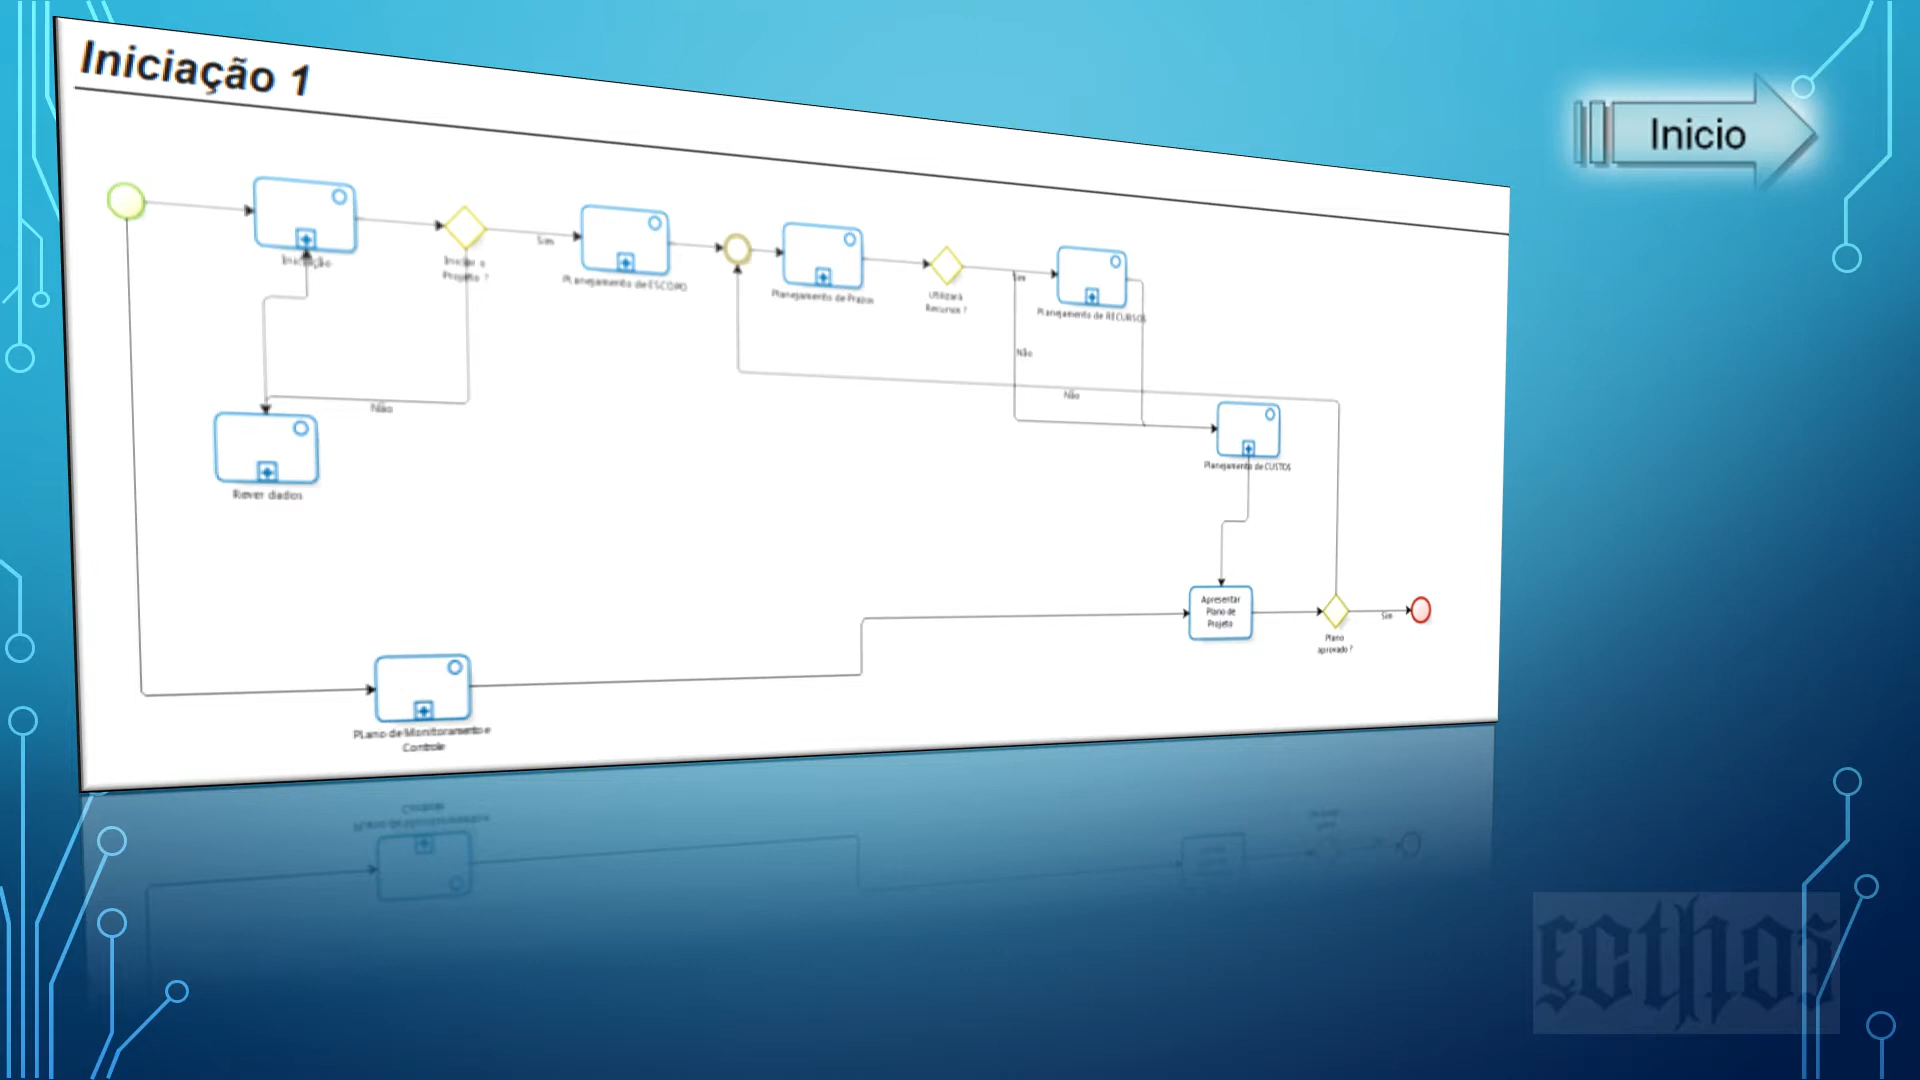 Iniciação 1
Inicio
Iniciação
Iniciar o
Projeto ?
Sim
Planejamento de ESCOPO
Planejamento de Prazos
Utilizará
Recursos ?
Sim
Planejamento de RECURSOS
Não
Não
Não
Planejamento de CUSTOS
Rever dados
Apresentar
Plano de
Projeto
Plano
aprovado ?
Sim
Plano de Monitoramento e
Controle